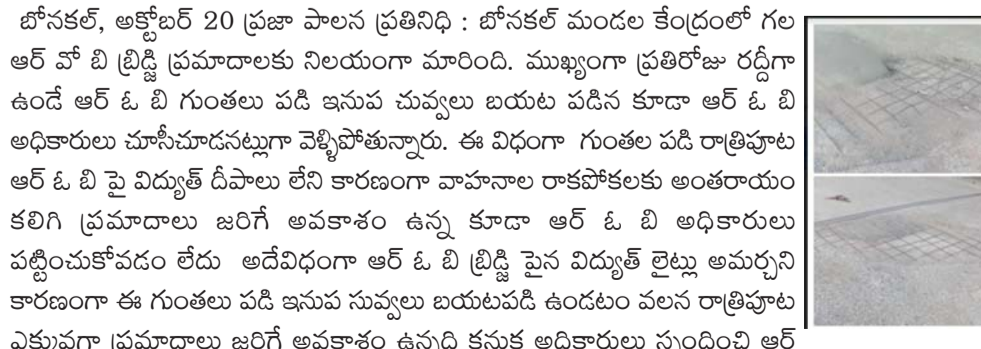 బోనకల్, అక్టోబర్ 20 ప్రజా పాలన ప్రతినిధి : బోనకల్ మండల కేంద్రంలో గల
ఆర్ వో బి బ్రిడ్జి ప్రమాదాలకు నిలయంగా మారింది. ముఖ్యంగా ప్రతిరోజు రద్దీగా
ఉండే ఆర్ ఓ బి గుంతలు పడి ఇనుప చువ్వలు బయట పడిన కూడా ఆర్ ఓ బి
అధికారులు చూసీచూడనట్లుగా వెళ్ళిపోతున్నారు. ఈ విధంగా గుంతల పడి రాత్రిపూట
ఆర్ ఓ బి పై విద్యుత్ దీపాలు లేని కారణంగా వాహనాల రాకపోకలకు అంతరాయం
కలిగి ప్రమాదాలు జరిగే అవకాశం ఉన్న కూడా ఆర్ ఓ బి అధికారులు
పట్టించుకోవడం లేదు అదేవిధంగా ఆర్ ఓ బి బ్రిడ్జి పైన విద్యుత్ లైట్లు అమర్చని
కారణంగా ఈ గుంతలు పడి ఇనుప సువ్వలు బయటపడి ఉండటం వలన రాత్రిపూట
ఎక్కువగా ప్రమాదాలు జరిగే అవకాశం ఉన్నది కనుక అధికారులు స్పందించి ఆర్